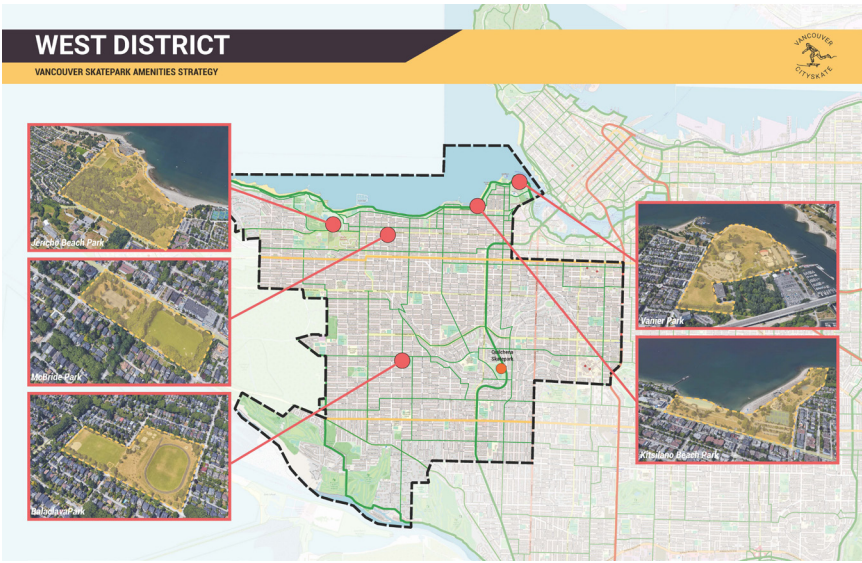 WEST DISTRICT
VANCOUVER SKATEPARK AMENITIES STRATEGY
VANCOUVER
CITYSKATE
Jericho Beach Park
McBride Park
BalaclavaPark
Quilchena
Skatepark
Vanier Park
Kitsilano Beach Park